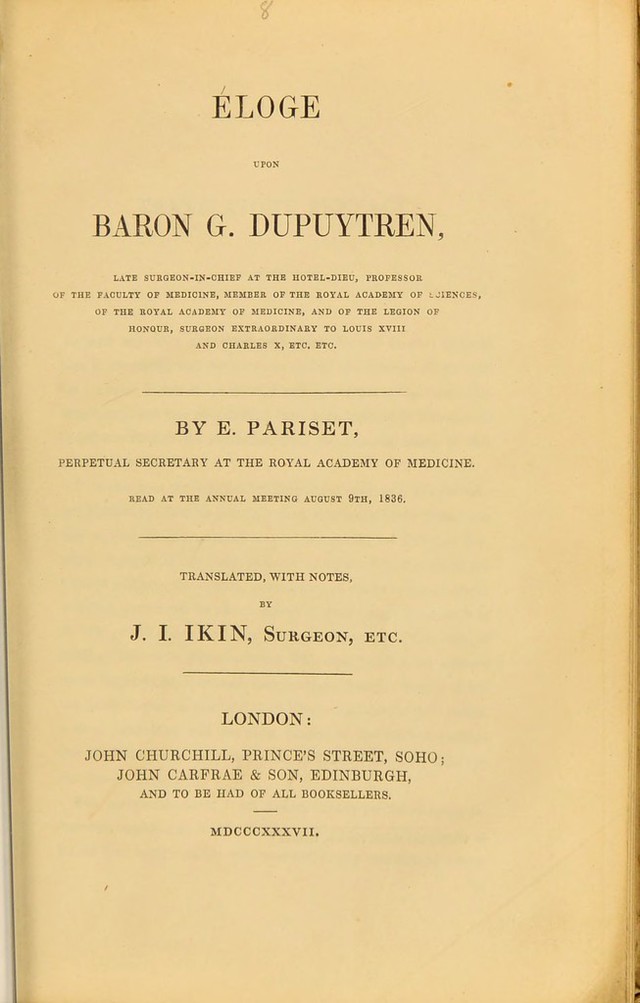 8
ÉLOGE
UPON
BARON G. DUPUYTREN,
LATE SURGEON-IN-CHIEF AT THE HOTEL-DIEU, PROFESSOR
OF THE FACULTY OF MEDICINE, MEMBER OF THE ROYAL ACADEMY OF SCIENCES,
OF THE ROYAL ACADEMY OF MEDICINE, AND OF THE LEGION OF
HONOUR, SURGEON EXTRAORDINARY TO LOUIS XVIII
AND CHARLES X, ETC. ETC.
BY E. PARISET,
PERPETUAL SECRETARY AT THE ROYAL ACADEMY OF MEDICINE.
READ AT THE ANNUAL MEETING AUGUST 9TH, 1836.
TRANSLATED, WITH NOTES,
BY
J. I. IKIN, SURGEON, ETC.
LONDON:
JOHN CHURCHILL, PRINCE'S STREET, SOHO;
JOHN CARFRAE & SON, EDINBURGH,
AND TO BE HAD OF ALL BOOKSELLERS.
MDCCCXXXVII.